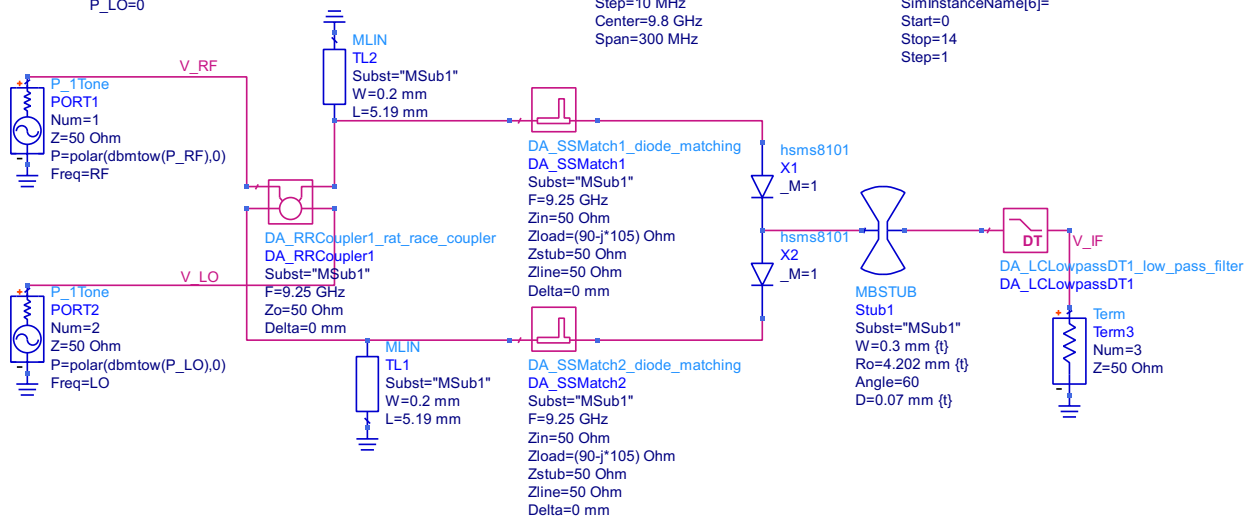 P_LO=0
Step=10 MHz
Center=9.8 GHz
Span=300 MHz
SimInstanceName[6]=
Start=0
Stop=14
Step=1
V_RF
+
P_1Tone
PORT1
Num=1
Z=50 Ohm
P=polar(dbmtow(P_RF),0)
Freq=RF
-
MLIN
TL2
Subst="MSub1"
W=0.2 mm
L=5.19 mm
DA_SSMatch1_diode_matching
DA_SSMatch1
Subst="MSub1"
F=9.25 GHz
Zin=50 Ohm
Zload=(90-j*105) Ohm
Zstub=50 Ohm
Zline=50 Ohm
Delta=0 mm
hsms8101
X1
_M=1
DA_RRCoupler1_rat_race_coupler
DA_RRCoupler1
Subst="MSub1"
F=9.25 GHz
Zo=50 Ohm
Delta=0 mm
hsms8101
X2
_M=1
MBSTUB
Stub1
Subst="MSub1"
W=0.3 mm {t}
Ro=4.202 mm {t}
Angle=60
D=0.07 mm {t}
DT
V_IF
DA_LCLowpassDT1_low_pass_filter
DA_LCLowpassDT1
+
Term
Term3
Num=3
Z=50 Ohm
-
V_LO
+
P_1Tone
PORT2
Num=2
Z=50 Ohm
P=polar(dbmtow(P_LO),0)
Freq=LO
-
MLIN
TL1
Subst="MSub1"
W=0.2 mm
L=5.19 mm
DA_SSMatch2_diode_matching
DA_SSMatch2
Subst="MSub1"
F=9.25 GHz
Zin=50 Ohm
Zload=(90-j*105) Ohm
Zstub=50 Ohm
Zline=50 Ohm
Delta=0 mm